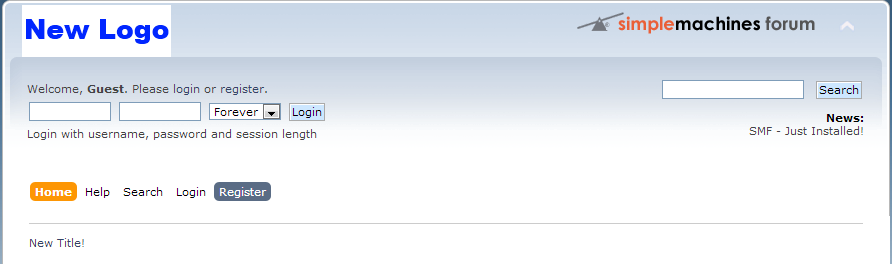 New Logo
simplemachines forum
Welcome, Guest. Please login or register.
Search
Forever Login
News:
Login with username, password and session length
SMF - Just Installed!
Home Help Search Login Register
New Title!